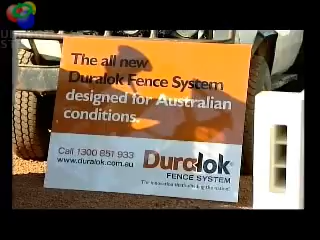 The all new
Duralok Fence System
designed for Australian
conditions.
Call 1300 851 933
www.duralok.com.au
Duralok
FENCE SYSTEM